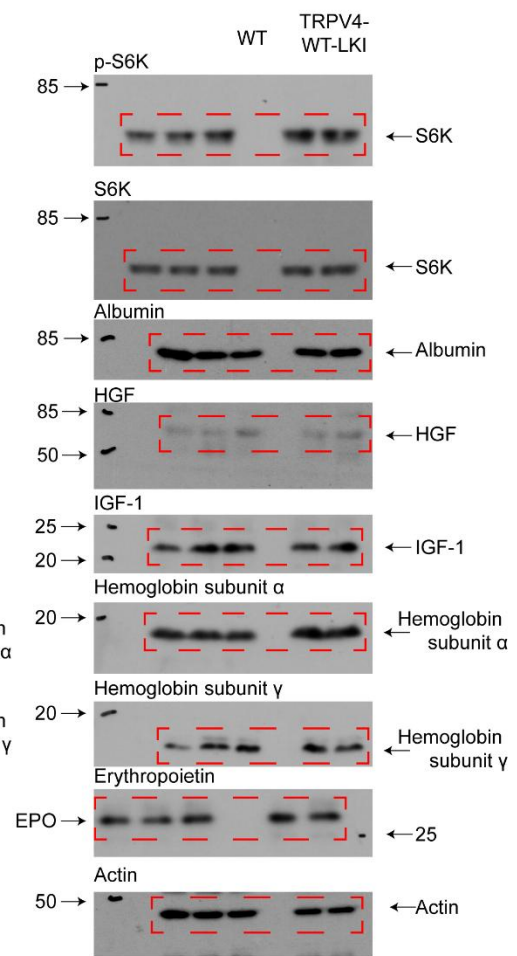 WT
TRPV4-
WT-LKI
p-S6K
85
S6K
S6K
85
S6K
Albumin
85
Albumin
HGF
85
HGF
50
IGF-1
25
IGF-1
20
Hemoglobin subunit α
20
Hemoglobin
subunit α
α
Hemoglobin subunit γ
20
Hemoglobin
subunit γ
γ
Erythropoietin
EPO
25
Actin
50
Actin